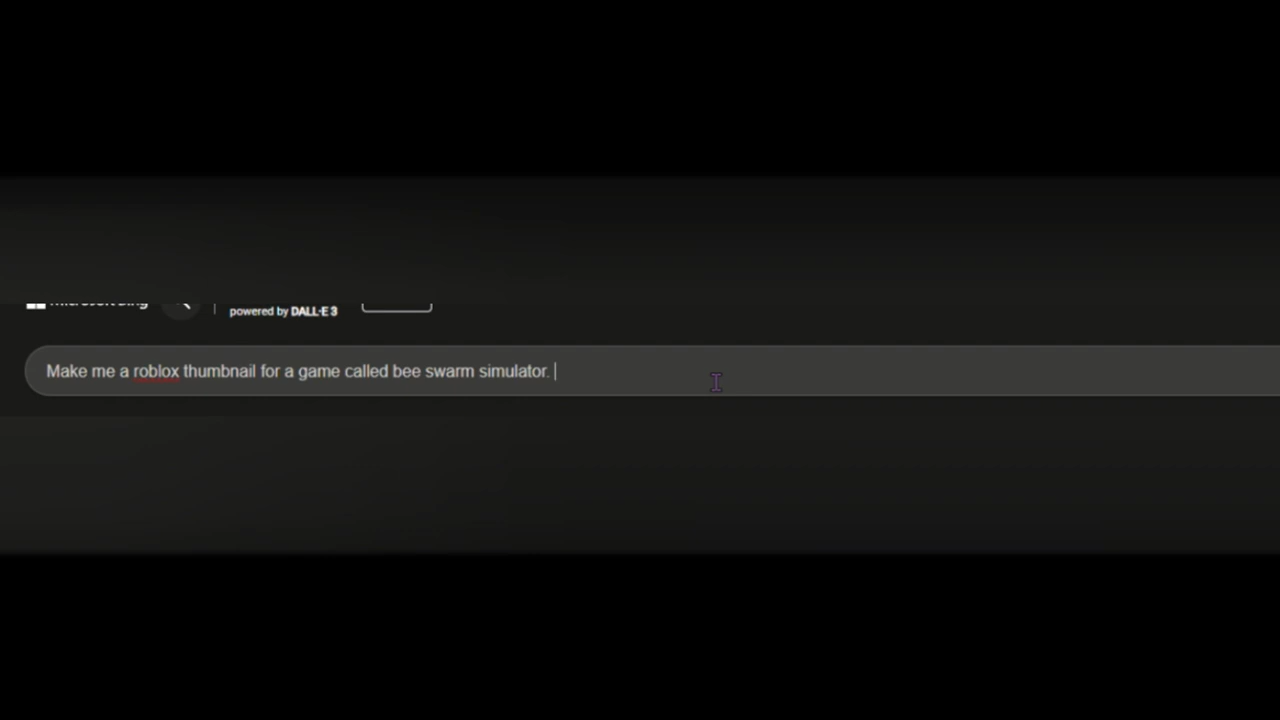 powered by DALL·E 3
Make me a roblox thumbnail for a game called bee swarm simulator.